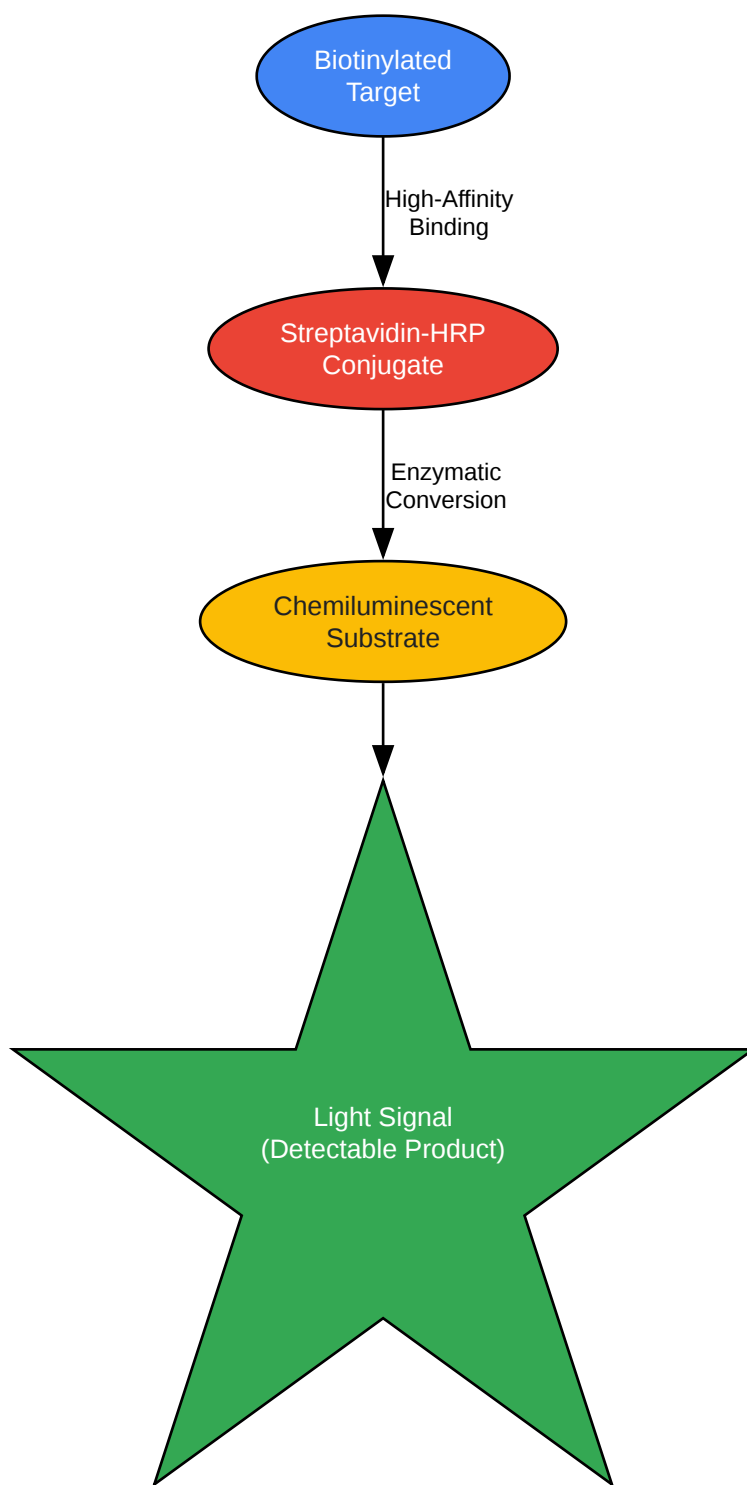 Biotinylated
Target
High-Affinity
Binding
Streptavidin-HRP
Conjugate
Enzymatic
Conversion
Chemiluminescent
Substrate
Light Signal
(Detectable Product)